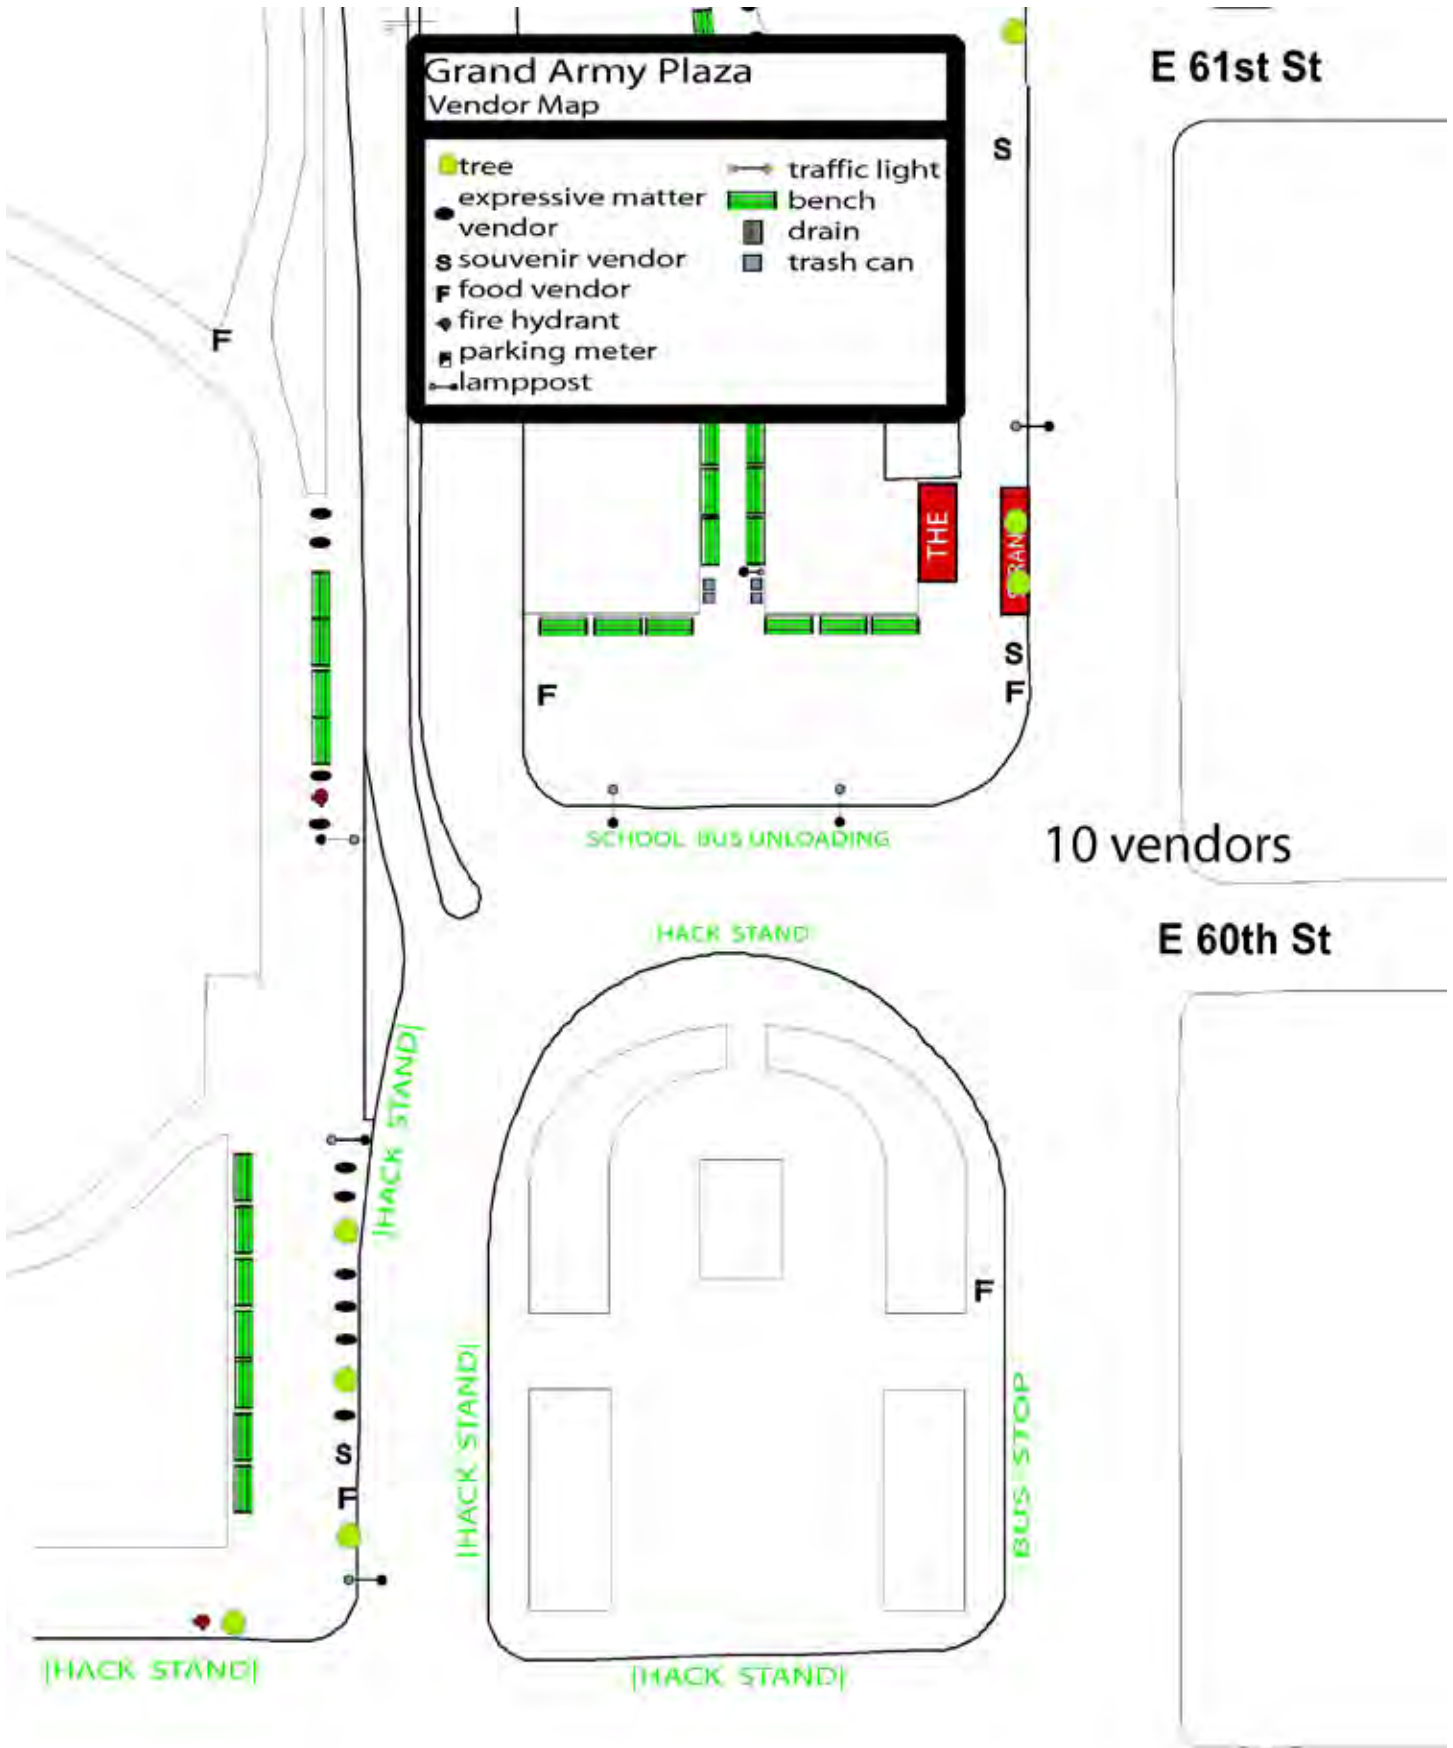 E 61st St
Grand Army Plaza
Vendor Map
tree
expressive matter
vendor
S souvenir vendor
F food vendor
fire hydrant
parking meter
lamppost
traffic light
bench
drain
trash can
S
F
THE
S
F
F
SCHOOL BUS UNLOADING
10 vendors
HACK STAND
E 60th St
|HACK STAND|
F
|HACK STAND|
BUS STOP
S
F
|HACK STAND|
|HACK STAND|